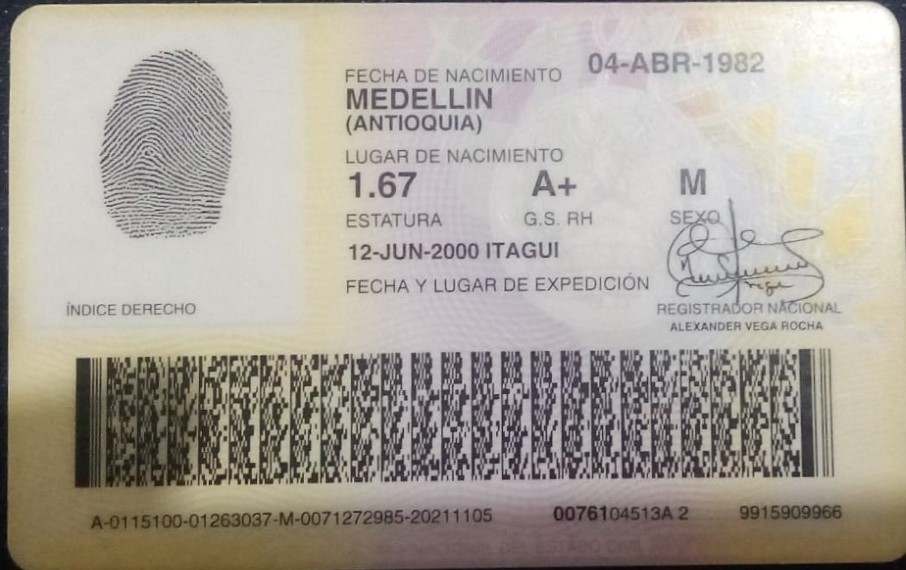 04-ABR-1982
FECHA DE NACIMIENTO
MEDELLIN
(ANTIOQUIA)
LUGAR DE NACIMIENTO
1.67 A+ M
ESTATURA G.S. RH SEXO
12-JUN-2000 ITAGUI
FECHA Y LUGAR DE EXPEDICIÓN
ÍNDICE DERECHO
REGISTRADOR NACIONAL
ALEXANDER VEGA ROCHA
A-0115100-01263037-M-0071272985-20211105 0076104513A 2 9915909966